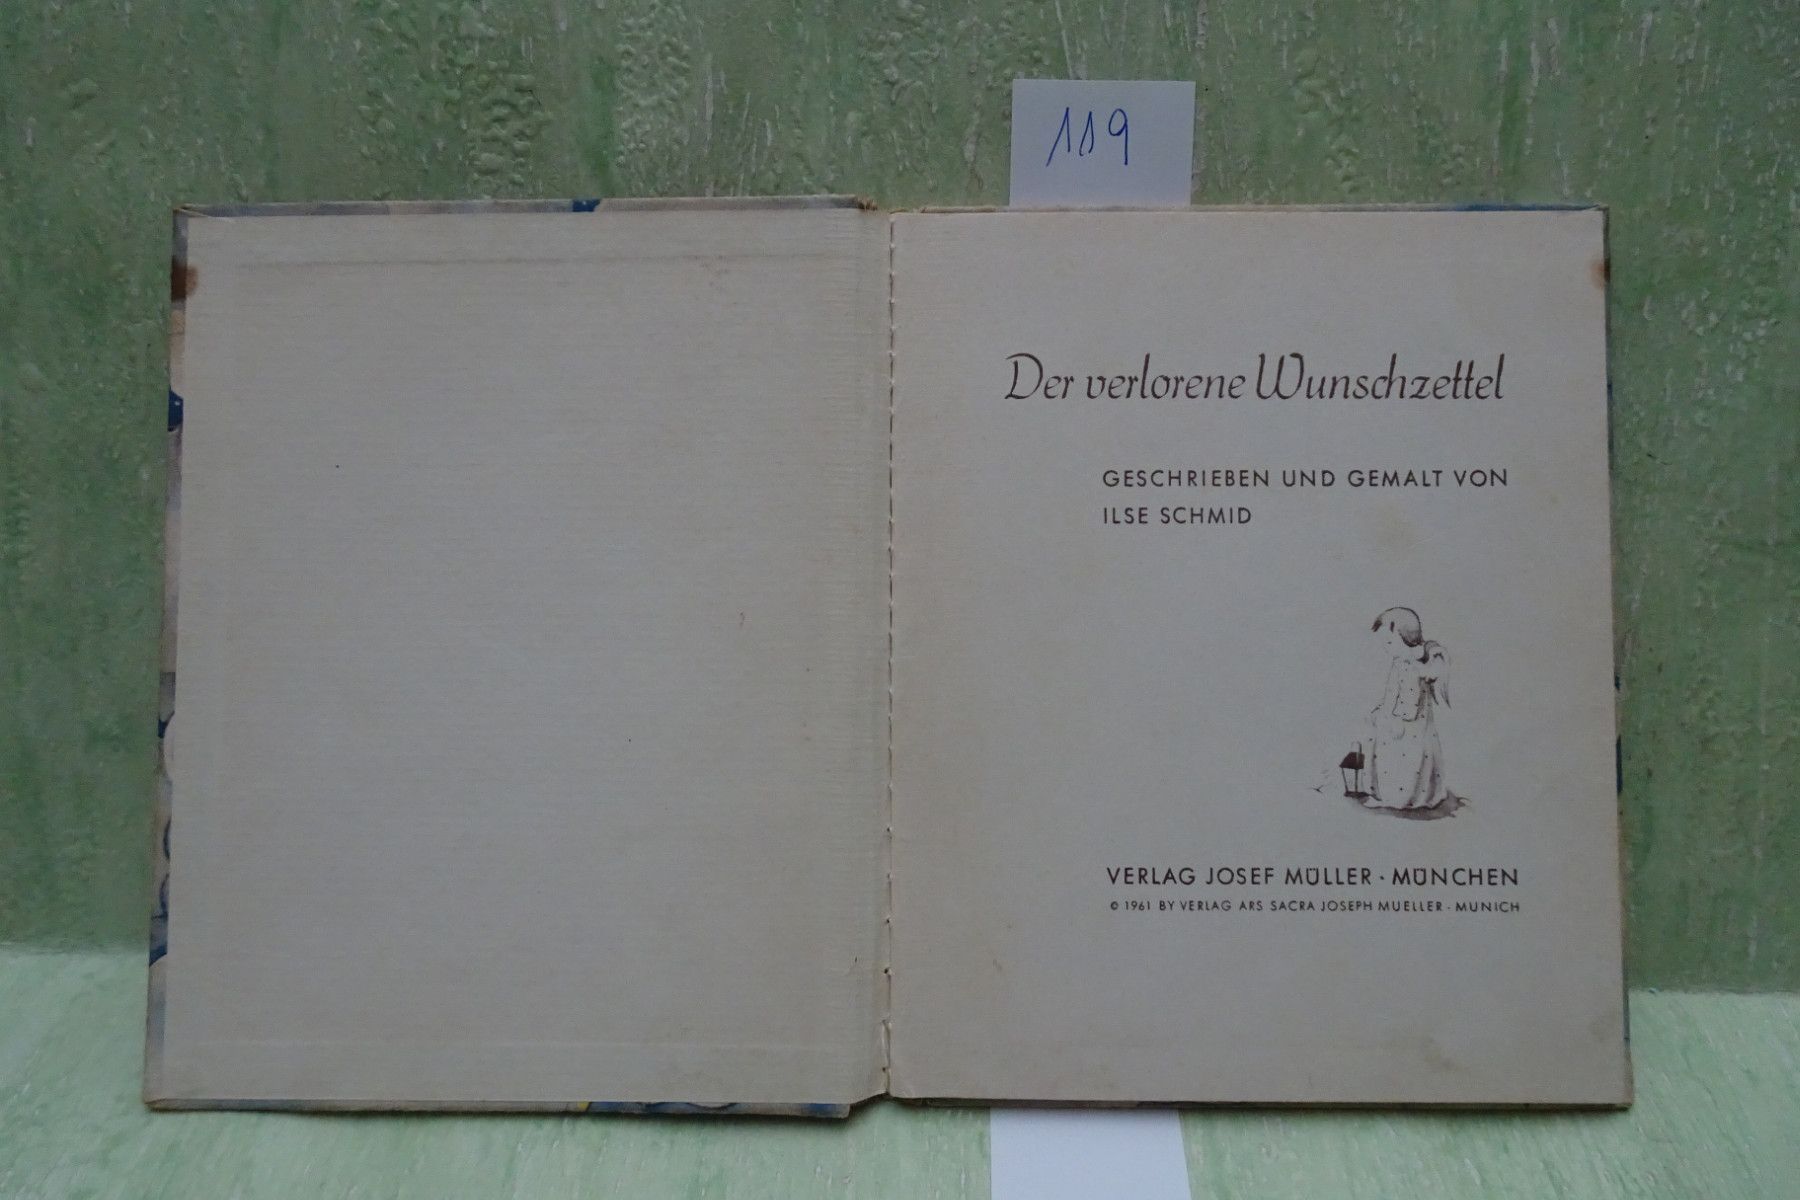 119
Der verlorene Wunschzettel
GESCHRIEBEN UND GEMALT VON
ILSE SCHMID
VERLAG JOSEF MÜLLER · MÜNCHEN
© 1961 BY VERLAG ARS SACRA JOSEPH MUELLER · MUNICH